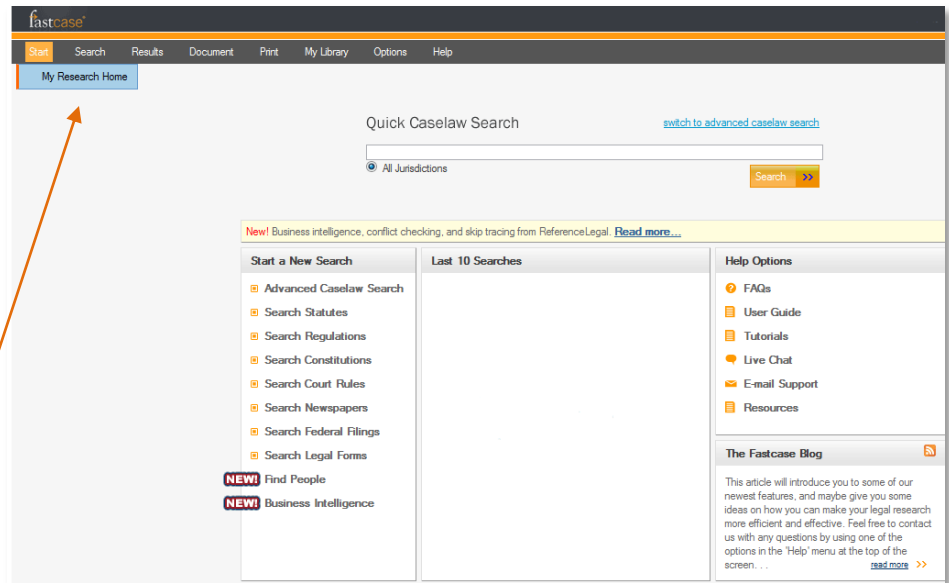 fastcase
Start Search Results Document Print My Library Options Help
My Research Home
Quick Caselaw Search switch to advanced caselaw search
All Jurisdictions
Search >>
New! Business intelligence, conflict checking, and skip tracing from ReferenceLegal. Read more...
Start a New Search
Advanced Caselaw Search
Search Statutes
Search Regulations
Search Constitutions
Search Court Rules
Search Newspapers
Search Federal Filings
Search Legal Forms
NEW! Find People
NEW! Business Intelligence
Last 10 Searches
Help Options
FAQs
User Guide
Tutorials
Live Chat
E-mail Support
Resources
The Fastcase Blog
This article will introduce you to some of our
newest features, and maybe give you some
ideas on how you can make your legal research
more efficient and effective. Feel free to contact
us with any questions by using one of the
options in the 'Help' menu at the top of the
screen. . . read more >>